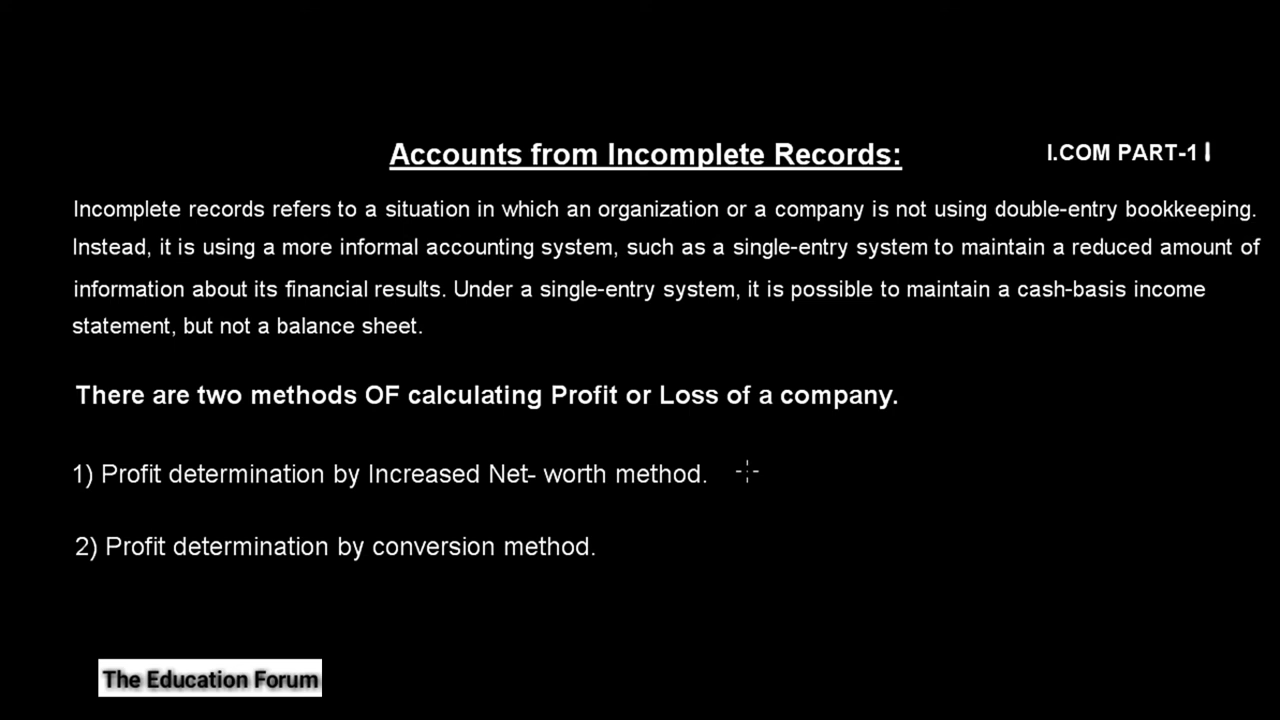 Accounts from Incomplete Records:
I.COM PART-1 I
Incomplete records refers to a situation in which an organization or a company is not using double-entry bookkeeping.
Instead, it is using a more informal accounting system, such as a single-entry system to maintain a reduced amount of
information about its financial results. Under a single-entry system, it is possible to maintain a cash-basis income
statement, but not a balance sheet.
There are two methods OF calculating Profit or Loss of a company.
1) Profit determination by Increased Net- worth method.
2) Profit determination by conversion method.
The Education Forum